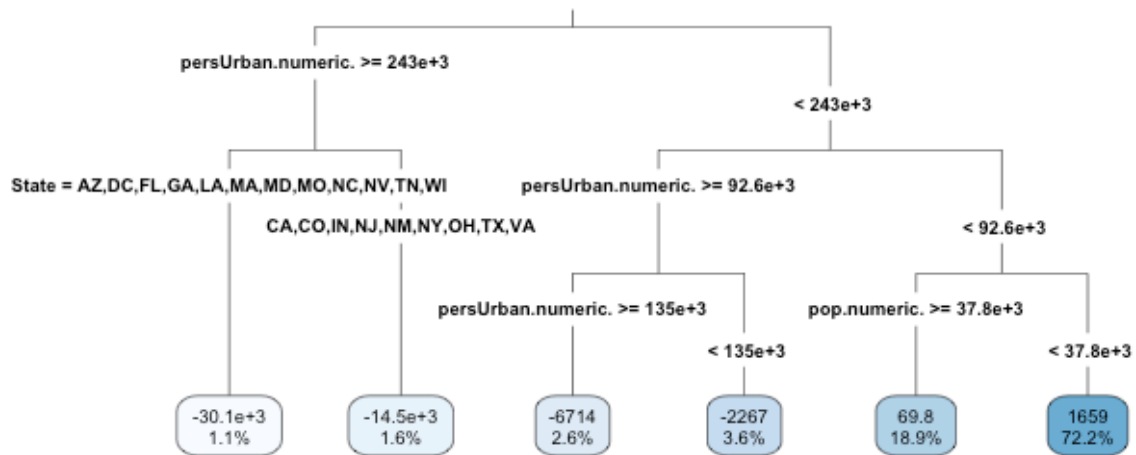 persUrban.numeric. >= 243e+3
< 243e+3
State = AZ,DC,FL,GA,LA,MA,MD,MO,NC,NV,TN,WI
persUrban.numeric. >= 92.6e+3
CA,CO,IN,NJ,NM,NY,OH,TX,VA
< 92.6e+3
persUrban.numeric. >= 135e+3
pop.numeric. >= 37.8e+3
< 135e+3
< 37.8e+3
-30.1e+3
1.1%
-14.5e+3
1.6%
-6714
2.6%
-2267
3.6%
69.8
18.9%
1659
72.2%